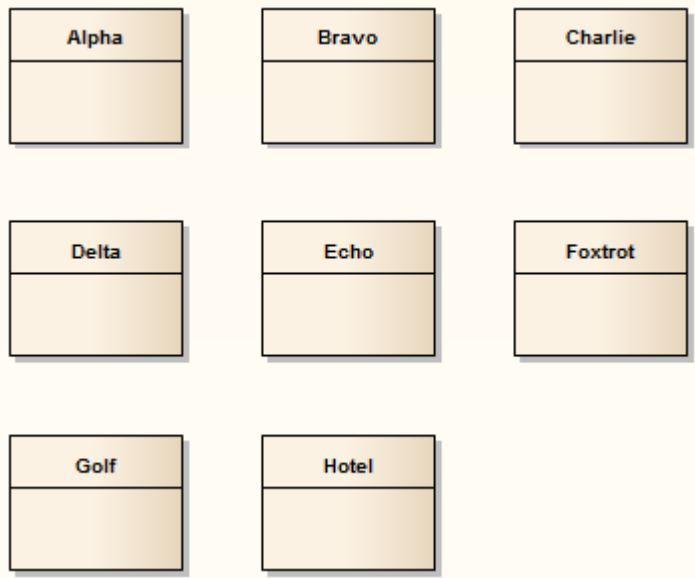 Alpha
Bravo
Charlie
Delta
Echo
Foxtrot
Golf
Hotel